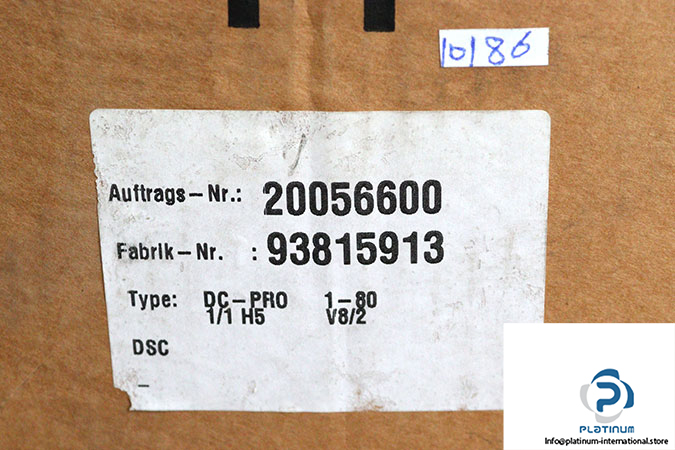 10186
Auftrags-Nr.: 20056600
Fabrik-Nr. : 93815913
Type: DC-PRO 1-80
1/1 H5 V8/2
DSC
-
PLATINUM
Info@platinum-international.store